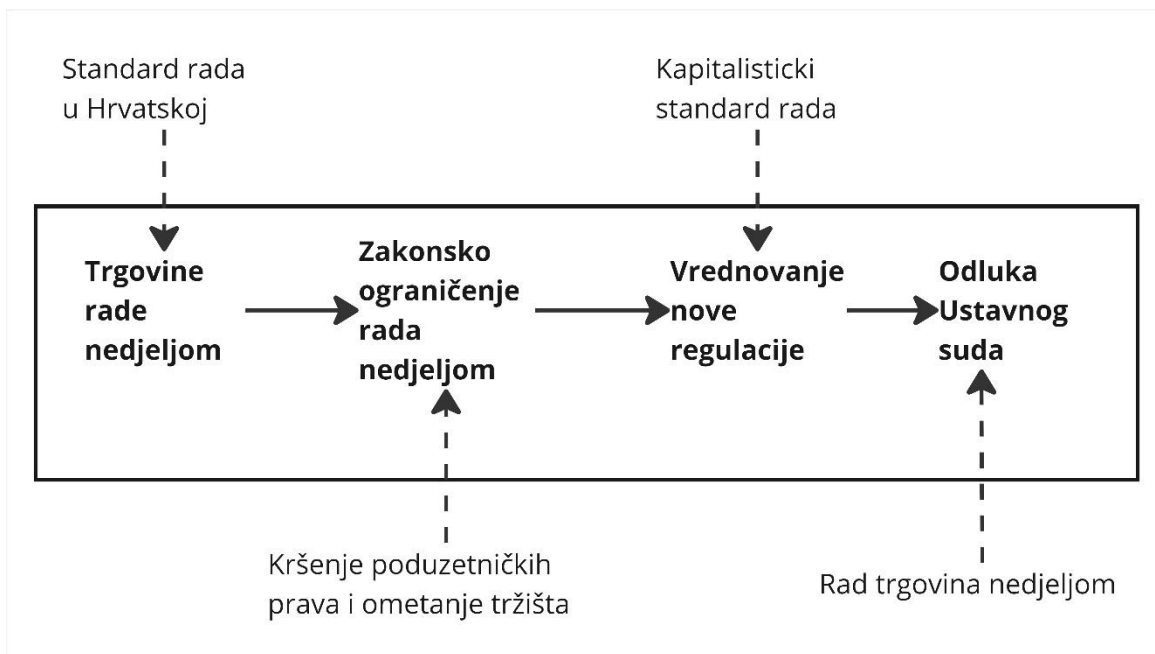 Standard rada
u Hrvatskoj
Kapitalisticki
standard rada
Trgovine
rade
nedjeljom
Zakonsko
ograničenje
rada
nedjeljom
Vrednovanje
nove
regulacije
Odluka
Ustavnog
suda
Kršenje poduzetničkih
prava i ometanje tržišta
Rad trgovina nedjeljom